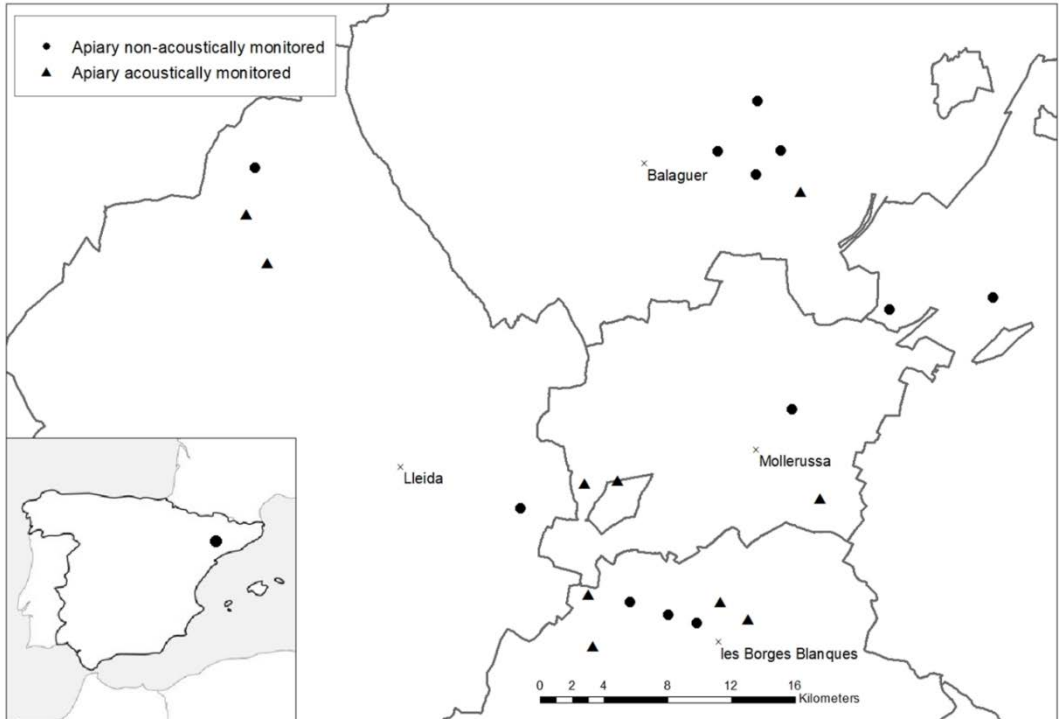 Apiary non-acoustically monitored
Apiary acoustically monitored
Balaguer
Mollerussa
Lleida
les Borges Blanques
0 2 4 8 12 16
Kilometers